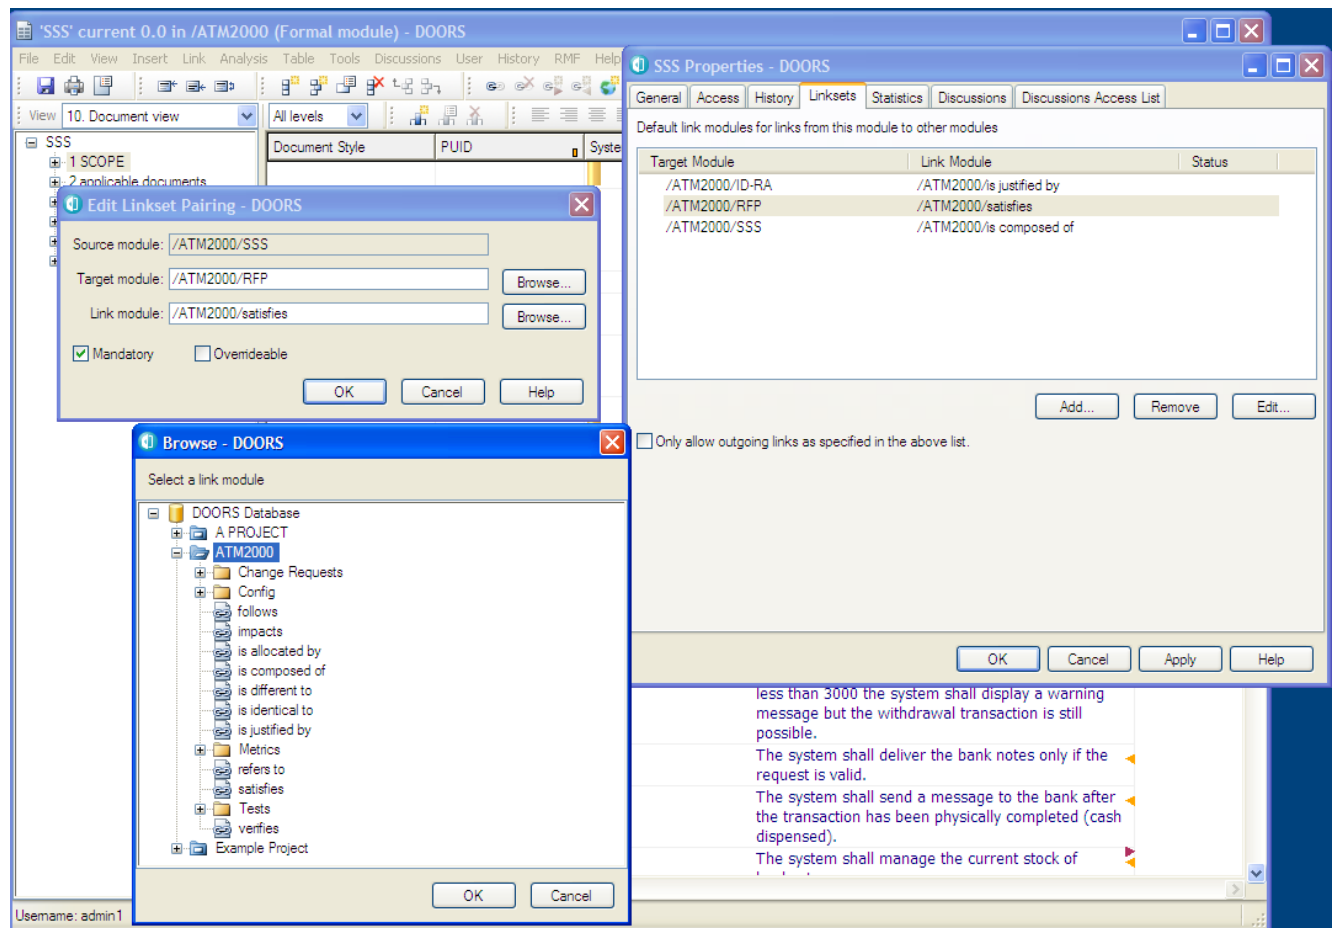 'SSS' current 0.0 in /ATM2000 (Formal module) - DOORS
File Edit View Insert Link Analysis Table Tools Discussions User History RMF Help
View 10. Document view All levels
SSS
1 SCOPE
2 applicable documents
Document Style PUID Syste
Edit Linkset Pairing - DOORS
Source module: /ATM2000/SSS
Target module: /ATM2000/RFP Browse...
Link module: /ATM2000/satisfies Browse...
Mandatory Overrideable
OK Cancel Help
SSS Properties - DOORS
General Access History Linksets Statistics Discussions Discussions Access List
Default link modules for links from this module to other modules
Target Module Link Module Status
/ATM2000/ID-RA /ATM2000/is justified by
/ATM2000/RFP /ATM2000/satisfies
/ATM2000/SSS /ATM2000/is composed of
Add... Remove Edit...
Only allow outgoing links as specified in the above list.
OK Cancel Apply Help
Browse - DOORS
Select a link module
DOORS Database
A PROJECT
ATM2000
Change Requests
Config
follows
impacts
is allocated by
is composed of
is different to
is identical to
is justified by
Metrics
refers to
satisfies
Tests
verifies
Example Project
OK Cancel
less than 3000 the system shall display a warning
message but the withdrawal transaction is still
possible.
The system shall deliver the bank notes only if the
request is valid.
The system shall send a message to the bank after
the transaction has been physically completed (cash
dispensed).
The system shall manage the current stock of
Username: admin1